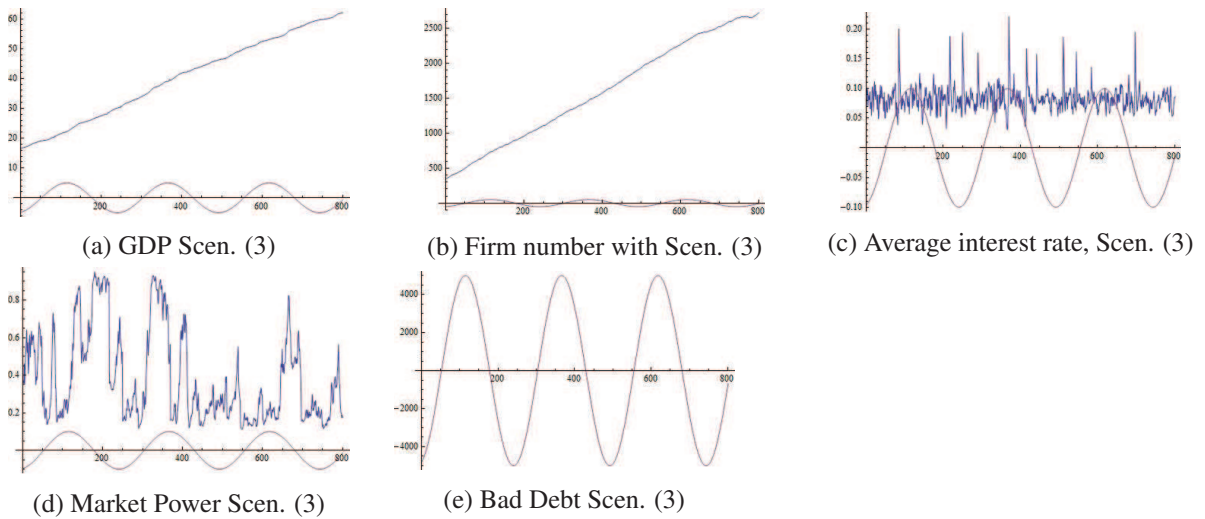 60
50
40
30
20
10
200 400 600 800
(a) GDP Scen. (3)
2500
2000
1500
1000
500
200 400 600 800
(b) Firm number with Scen. (3)
0.20
0.15
0.10
0.05
200 400 600 800
−0.05
−0.10
(c) Average interest rate, Scen. (3)
0.8
0.6
0.4
0.2
200 400 600 800
(d) Market Power Scen. (3)
4000
2000
200 400 600 800
−2000
−4000
(e) Bad Debt Scen. (3)